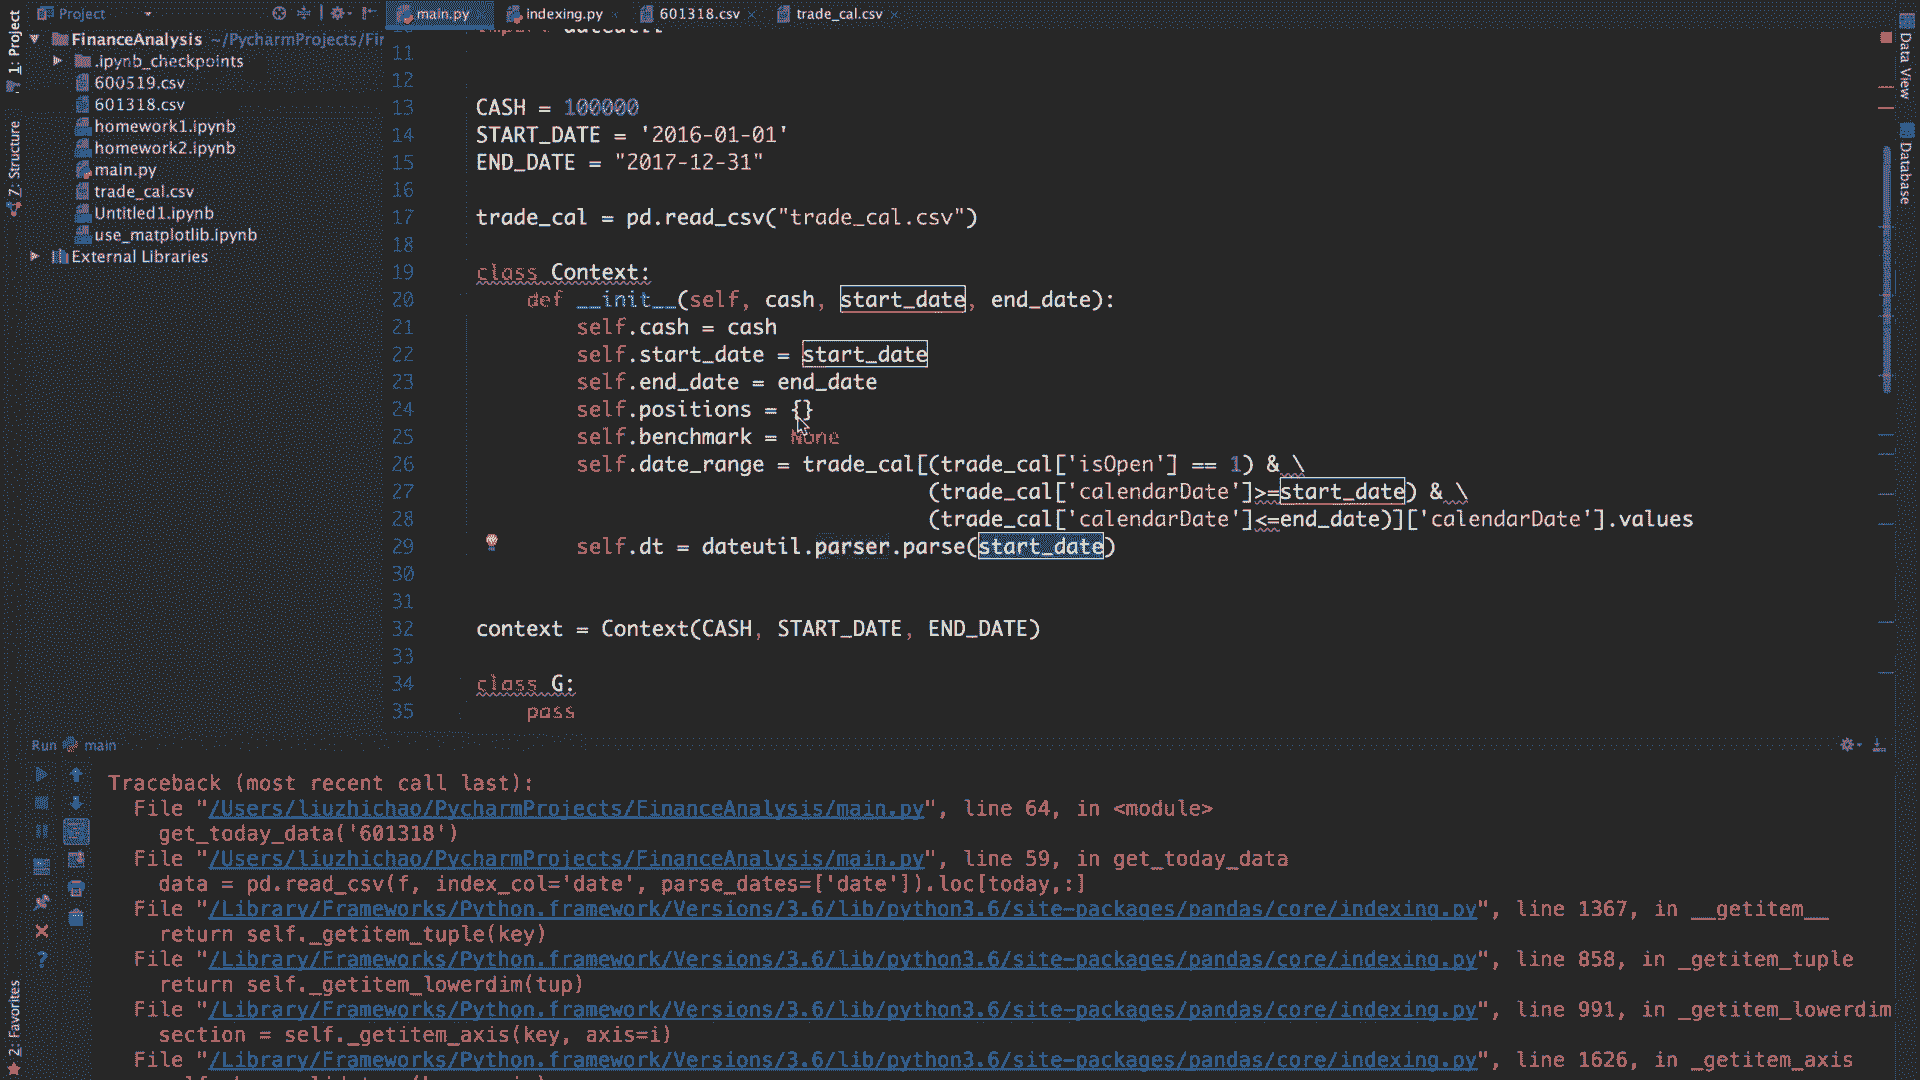 Project
main.py
indexing.py
601318.csv
trade_cal.csv
1: Project
Z: Structure
2: Favorites
FinanceAnalysis ~/PycharmProjects/Fir
.ipynb_checkpoints
600519.csv
601318.csv
homework1.ipynb
homework2.ipynb
main.py
trade_cal.csv
Untitled1.ipynb
use_matplotlib.ipynb
External Libraries
11
12
13 CASH = 100000
14 START_DATE = '2016-01-01'
15 END_DATE = "2017-12-31"
16
17 trade_cal = pd.read_csv("trade_cal.csv")
18
19 class Context:
20 def __init__(self, cash, start_date, end_date):
21 self.cash = cash
22 self.start_date = start_date
23 self.end_date = end_date
24 self.positions = {}
25 self.benchmark = None
26 self.date_range = trade_cal[(trade_cal['isOpen'] == 1) & \
27 (trade_cal['calendarDate']>=start_date) & \
28 (trade_cal['calendarDate']<=end_date)]['calendarDate'].values
29 self.dt = dateutil.parser.parse(start_date)
30
31
32 context = Context(CASH, START_DATE, END_DATE)
33
34 class G:
35 pass
Data View
Database
Run main
Traceback (most recent call last):
File "/Users/liuzhichao/PycharmProjects/FinanceAnalysis/main.py", line 64, in <module>
get_today_data('601318')
File "/Users/liuzhichao/PycharmProjects/FinanceAnalysis/main.py", line 59, in get_today_data
data = pd.read_csv(f, index_col='date', parse_dates=['date']).loc[today,:]
File "/Library/Frameworks/Python.framework/Versions/3.6/lib/python3.6/site-packages/pandas/core/indexing.py", line 1367, in __getitem__
return self._getitem_tuple(key)
File "/Library/Frameworks/Python.framework/Versions/3.6/lib/python3.6/site-packages/pandas/core/indexing.py", line 858, in _getitem_tuple
return self._getitem_lowerdim(tup)
File "/Library/Frameworks/Python.framework/Versions/3.6/lib/python3.6/site-packages/pandas/core/indexing.py", line 991, in _getitem_lowerdim
section = self._getitem_axis(key, axis=i)
File "/Library/Frameworks/Python.framework/Versions/3.6/lib/python3.6/site-packages/pandas/core/indexing.py", line 1626, in _getitem_axis